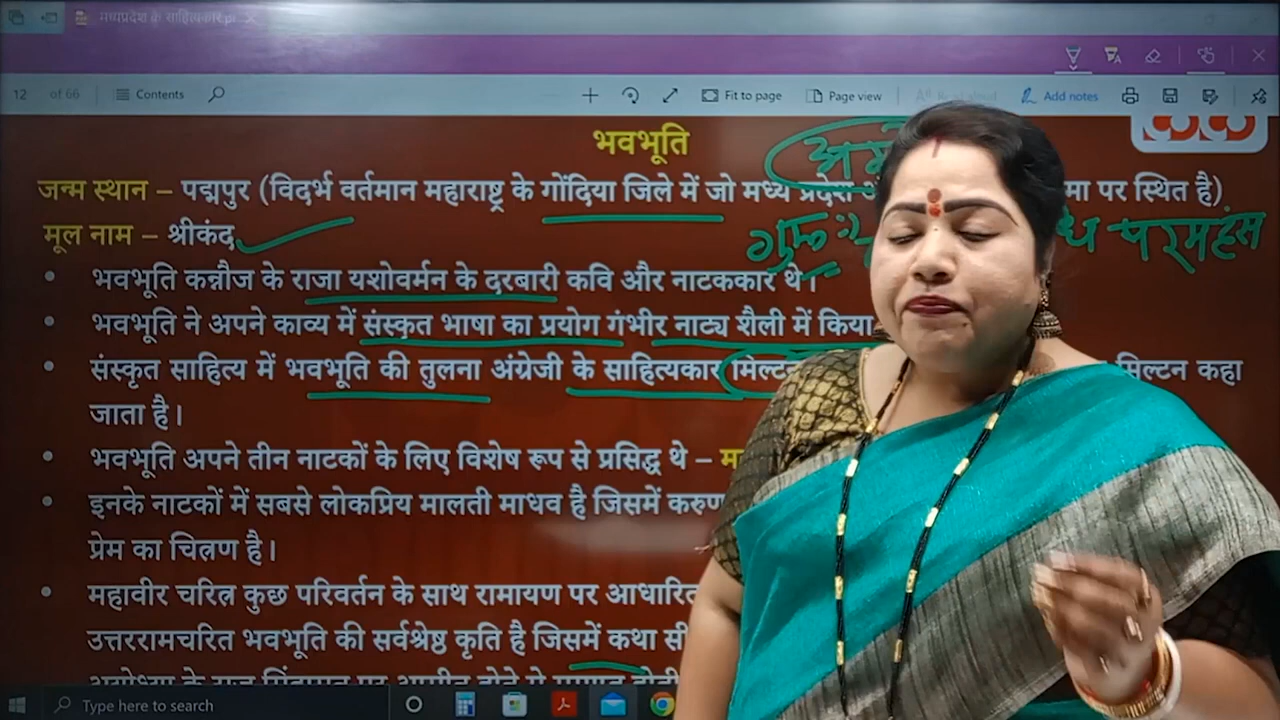 मध्यप्रदेश के साहित्यकार.p
12 of 66 Contents Fit to page Page view Read aloud Add notes
भवभूति
जन्म स्थान – पद्मपुर (विदर्भ वर्तमान महाराष्ट्र के गोंदिया जिले में जो मध्य प्रदेश मा पर स्थित है)
मूल नाम – श्रीकंद
गुरू :- परमहंस
भवभूति कन्नौज के राजा यशोवर्मन के दरबारी कवि और नाटककार थे।
भवभूति ने अपने काव्य में संस्कृत भाषा का प्रयोग गंभीर नाट्य शैली में किया
संस्कृत साहित्य में भवभूति की तुलना अंग्रेजी के साहित्यकार मिल्ट मिल्टन कहा
जाता है।
भवभूति अपने तीन नाटकों के लिए विशेष रूप से प्रसिद्ध थे –
इनके नाटकों में सबसे लोकप्रिय मालती माधव है जिसमें करुण
प्रेम का चित्रण है।
महावीर चरित्र कुछ परिवर्तन के साथ रामायण पर आधारित
उत्तररामचरित भवभूति की सर्वश्रेष्ठ कृति है जिसमें कथा सी
Type here to search